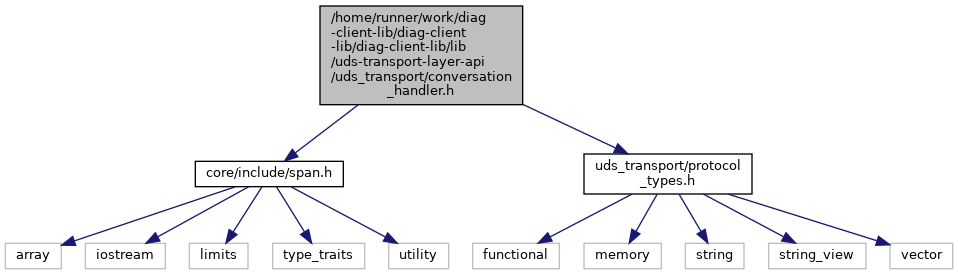 /home/runner/work/diag
-client-lib/diag-client
-lib/diag-client-lib/lib
/uds-transport-layer-api
/uds_transport/conversation
_handler.h
core/include/span.h
uds_transport/protocol
_types.h
array
iostream
limits
type_traits
utility
functional
memory
string
string_view
vector